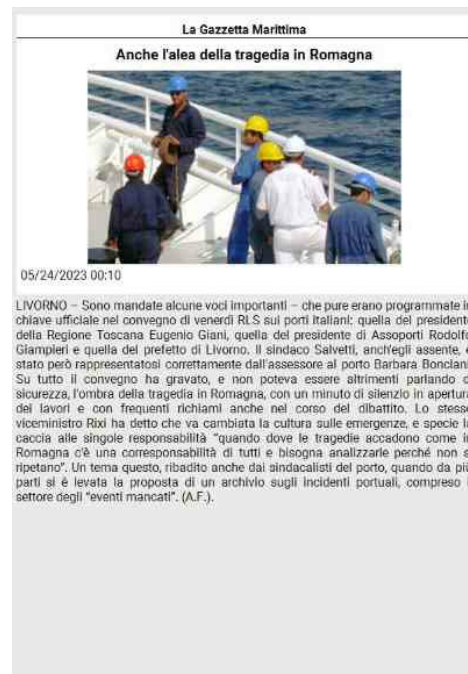 La Gazzetta Marittima
Anche l'alea della tragedia in Romagna
05/24/2023 00:10
LIVORNO – Sono mandate alcune voci importanti – che pure erano programmate in
chiave ufficiale nel convegno di venerdì RLS sui porti italiani: quella del presidente
della Regione Toscana Eugenio Giani, quella del presidente di Assoporti Rodolfo
Giampieri e quella del prefetto di Livorno. Il sindaco Salvetti, anch'egli assente, è
stato però rappresentatosi correttamente dall'assessore al porto Barbara Bonciani.
Su tutto il convegno ha gravato, e non poteva essere altrimenti parlando di
sicurezza, l'ombra della tragedia in Romagna, con un minuto di silenzio in apertura
dei lavori e con frequenti richiami anche nel corso del dibattito. Lo stesso
viceministro Rixi ha detto che va cambiata la cultura sulle emergenze, e specie la
caccia alle singole responsabilità "quando dove le tragedie accadono come in
Romagna c'è una corresponsabilità di tutti e bisogna analizzarle perché non si
ripetano". Un tema questo, ribadito anche dai sindacalisti del porto, quando da più
parti si è levata la proposta di un archivio sugli incidenti portuali, compreso il
settore degli "eventi mancati". (A.F.).